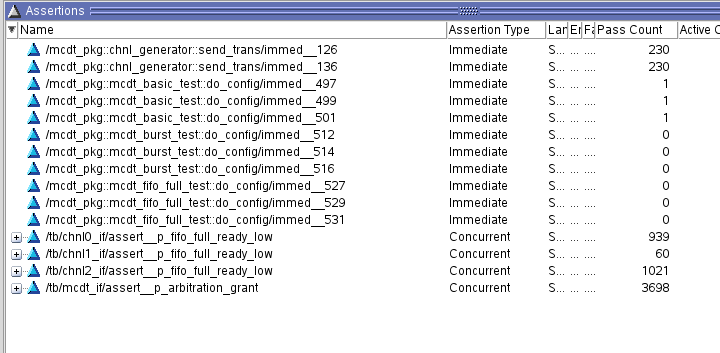 Assertions
Name Assertion Type Lan En Fa .... Pass Count Active C
/mcdt_pkg::chnl_generator::send_trans/immed__126 Immediate S... ... .... 230
/mcdt_pkg::chnl_generator::send_trans/immed__136 Immediate S... ... .... 230
/mcdt_pkg::mcdt_basic_test::do_config/immed__497 Immediate S... ... .... 1
/mcdt_pkg::mcdt_basic_test::do_config/immed__499 Immediate S... ... .... 1
/mcdt_pkg::mcdt_basic_test::do_config/immed__501 Immediate S... ... .... 1
/mcdt_pkg::mcdt_burst_test::do_config/immed__512 Immediate S... ... .... 0
/mcdt_pkg::mcdt_burst_test::do_config/immed__514 Immediate S... ... .... 0
/mcdt_pkg::mcdt_burst_test::do_config/immed__516 Immediate S... ... .... 0
/mcdt_pkg::mcdt_fifo_full_test::do_config/immed__527 Immediate S... ... .... 0
/mcdt_pkg::mcdt_fifo_full_test::do_config/immed__529 Immediate S... ... .... 0
/mcdt_pkg::mcdt_fifo_full_test::do_config/immed__531 Immediate S... ... .... 0
/tb/chnl0_if/assert__p_fifo_full_ready_low Concurrent S... ... .... 939
/tb/chnl1_if/assert__p_fifo_full_ready_low Concurrent S... ... .... 60
/tb/chnl2_if/assert__p_fifo_full_ready_low Concurrent S... ... .... 1021
/tb/mcdt_if/assert__p_arbitration_grant Concurrent S... ... .... 3698